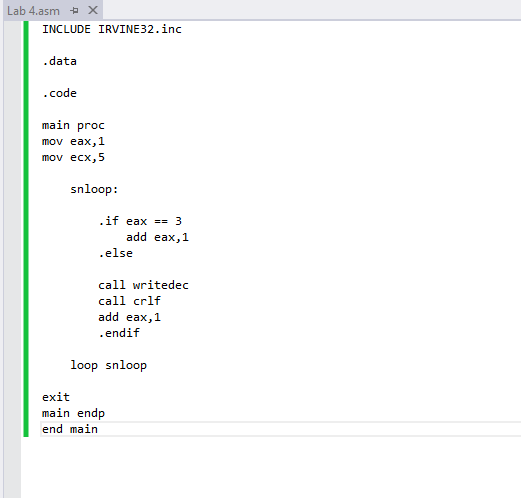 Lab 4.asm
INCLUDE IRVINE32.inc
.data
.code
main proc
mov eax,1
mov ecx,5
snloop:
.if eax == 3
add eax,1
.else
call writedec
call crlf
add eax,1
.endif
loop snloop
exit
main endp
end main